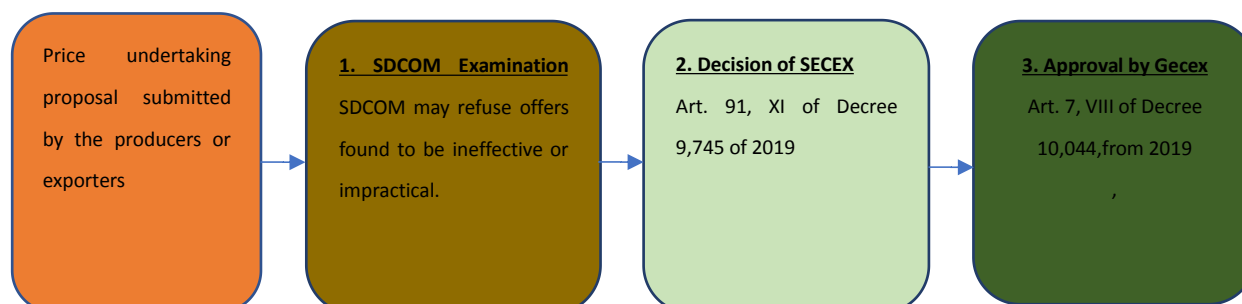 Price undertaking
proposal submitted
by the producers or
exporters
1. SDCOM Examination
SDCOM may refuse offers
found to be ineffective or
impractical.
2. Decision of SECEX
Art. 91, XI of Decree
9,745 of 2019
3. Approval by Gecex
Art. 7, VIII of Decree
10,044,from 2019
,